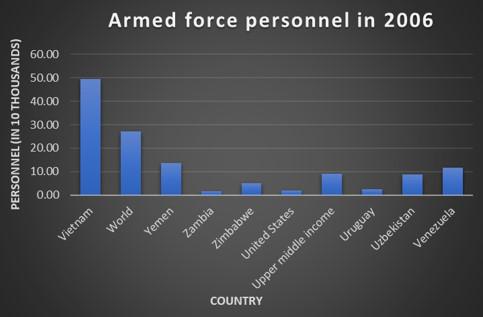 Armed force personnel in 2006
PERSONNEL (IN 10 THOUSANDS)
60.00
50.00
40.00
30.00
20.00
10.00
0.00
Vietnam
World
Yemen
Zambia
Zimbabwe
United States
Upper middle income
Uruguay
Uzbekistan
Venezuela
COUNTRY